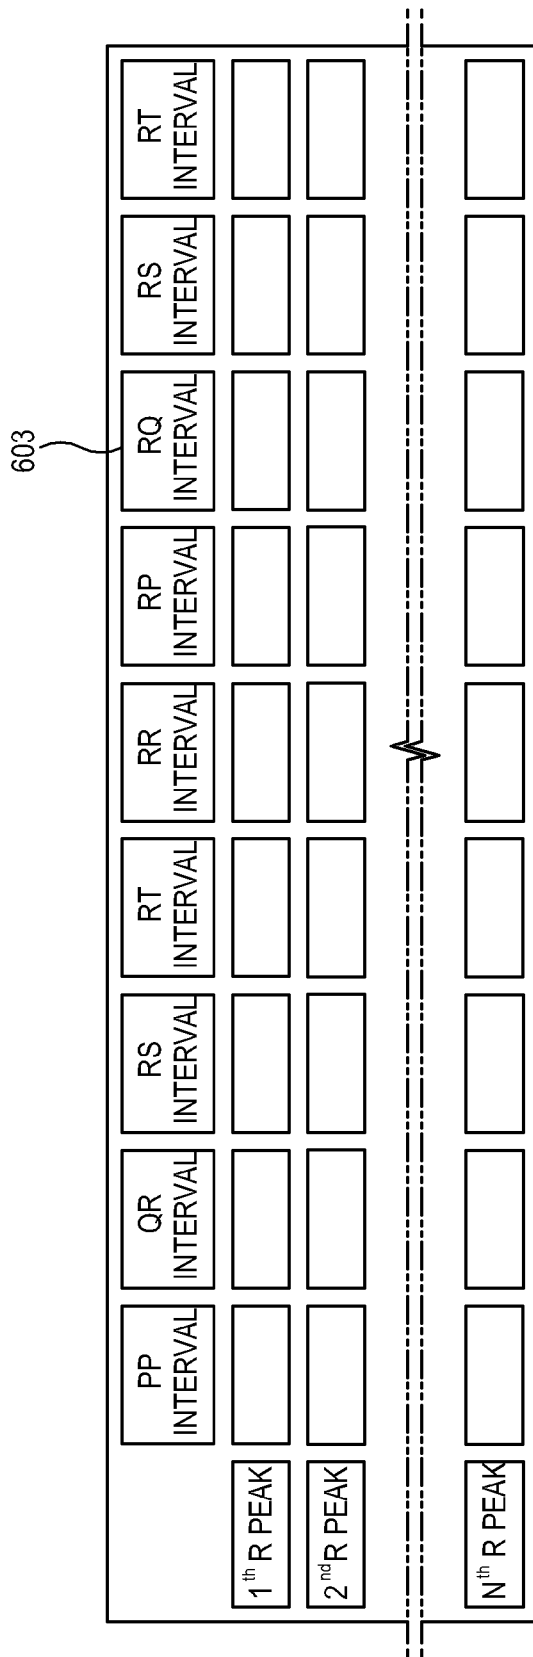 603
PP
INTERVAL
QR
INTERVAL
RS
INTERVAL
RT
INTERVAL
RR
INTERVAL
RP
INTERVAL
RQ
INTERVAL
RS
INTERVAL
RT
INTERVAL
1th R PEAK
2nd R PEAK
Nth R PEAK